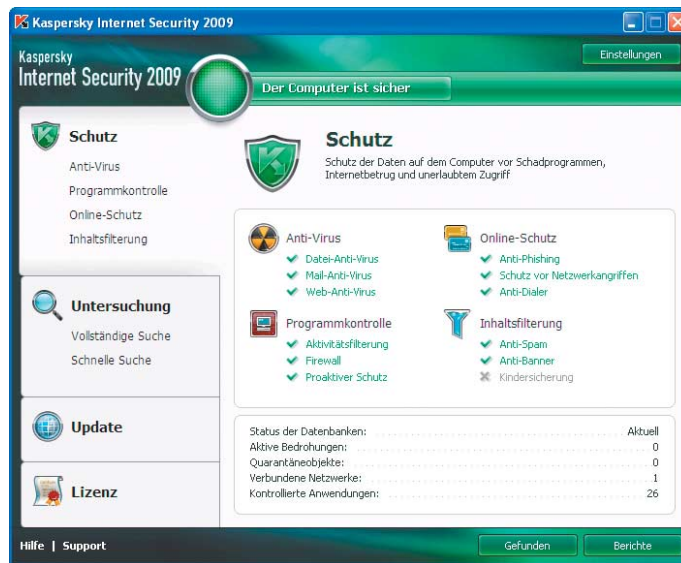 Kaspersky Internet Security 2009
Kaspersky
Internet Security 2009
Einstellungen
Der Computer ist sicher
Schutz
Anti-Virus
Programmkontrolle
Online-Schutz
Inhaltsfilterung
Untersuchung
Vollständige Suche
Schnelle Suche
Update
Lizenz
Schutz
Schutz der Daten auf dem Computer vor Schadprogrammen,
Internetbetrug und unerlaubtem Zugriff
Anti-Virus
Datei-Anti-Virus
Mail-Anti-Virus
Web-Anti-Virus
Online-Schutz
Anti-Phishing
Schutz vor Netzwerkangriffen
Anti-Dialer
Programmkontrolle
Aktivitätsfilterung
Firewall
Proaktiver Schutz
Inhaltsfilterung
Anti-Spam
Anti-Banner
Kindersicherung
Status der Datenbanken: Aktuell
Aktive Bedrohungen: 0
Quarantäneobjekte: 0
Verbundene Netzwerke: 1
Kontrollierte Anwendungen: 26
Hilfe | Support
Gefunden
Berichte